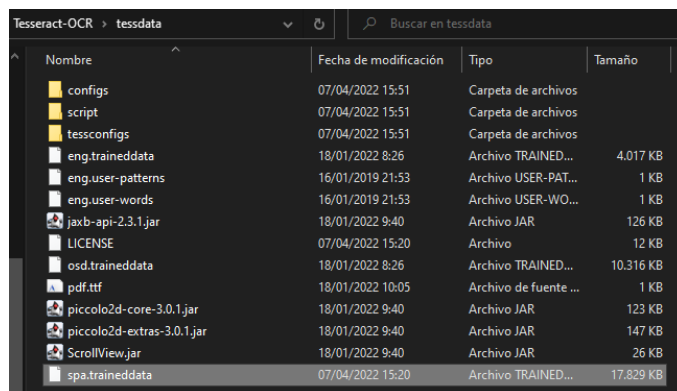 Tesseract-OCR > tessdata Buscar en tessdata
Nombre Fecha de modificación Tipo Tamaño
configs 07/04/2022 15:51 Carpeta de archivos
script 07/04/2022 15:51 Carpeta de archivos
tessconfigs 07/04/2022 15:51 Carpeta de archivos
eng.traineddata 18/01/2022 8:26 Archivo TRAINED... 4.017 KB
eng.user-patterns 16/01/2019 21:53 Archivo USER-PAT... 1 KB
eng.user-words 16/01/2019 21:53 Archivo USER-WO... 1 KB
jaxb-api-2.3.1.jar 18/01/2022 9:40 Archivo JAR 126 KB
LICENSE 07/04/2022 15:20 Archivo 12 KB
osd.traineddata 18/01/2022 8:26 Archivo TRAINED... 10.316 KB
pdf.ttf 18/01/2022 10:05 Archivo de fuente ... 1 KB
piccolo2d-core-3.0.1.jar 18/01/2022 9:40 Archivo JAR 123 KB
piccolo2d-extras-3.0.1.jar 18/01/2022 9:40 Archivo JAR 147 KB
ScrollView.jar 18/01/2022 9:40 Archivo JAR 26 KB
spa.traineddata 07/04/2022 15:20 Archivo TRAINED... 17.829 KB